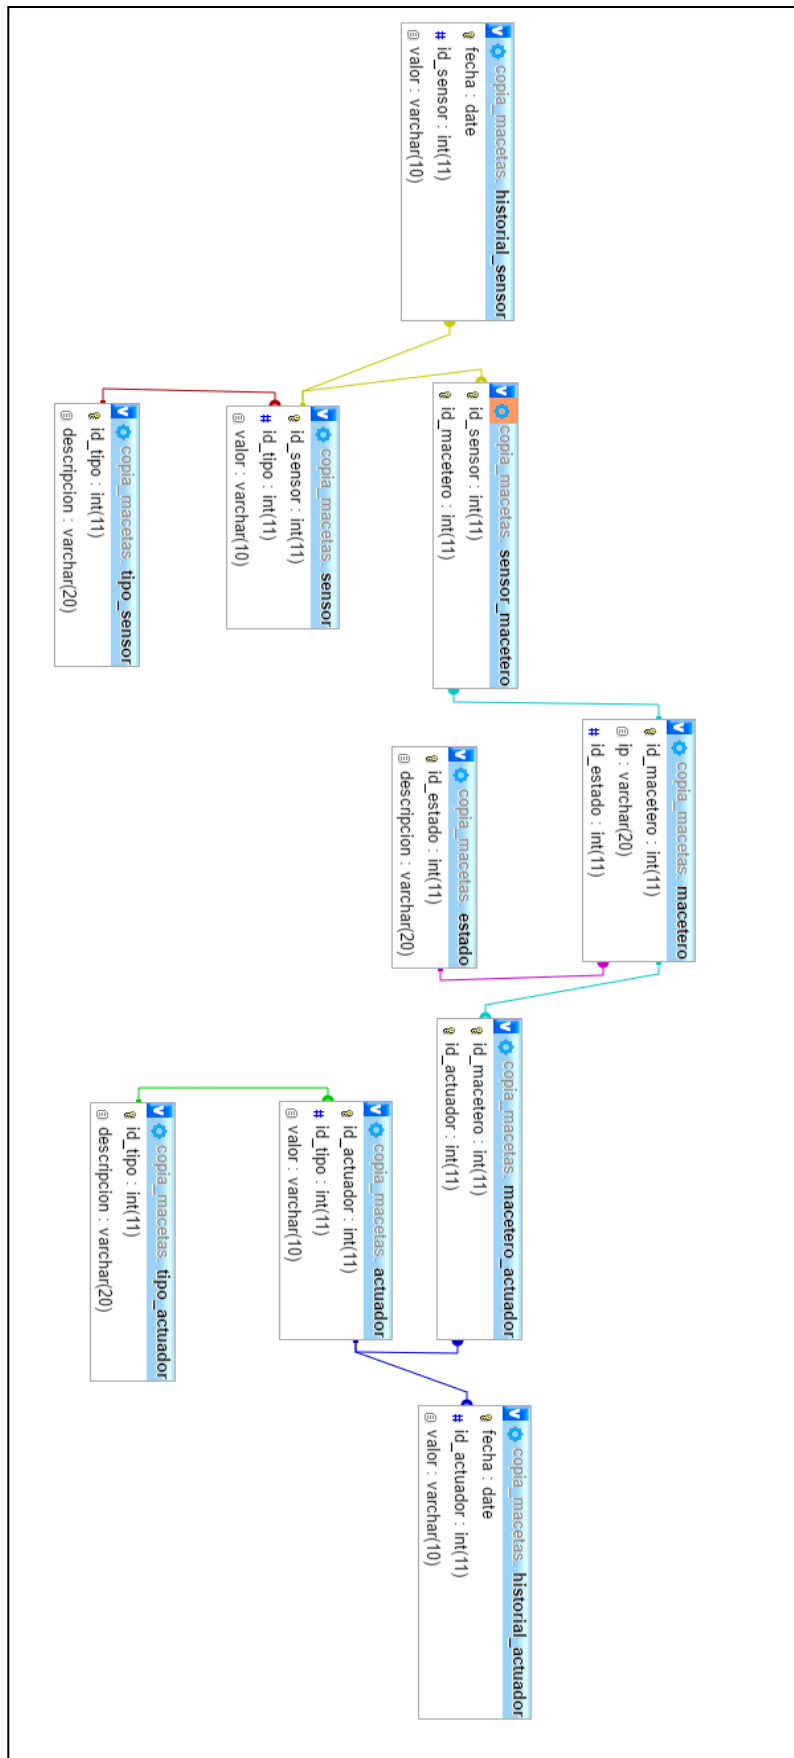 copia_macetas. historial_sensor
fecha : date
# id_sensor : int(11)
valor : varchar(10)
copia_macetas. sensor_macetero
id_sensor : int(11)
id_macetero : int(11)
copia_macetas. sensor
id_sensor : int(11)
# id_tipo : int(11)
valor : varchar(10)
copia_macetas. tipo_sensor
id_tipo : int(11)
descripcion : varchar(20)
copia_macetas. macetero
id_macetero : int(11)
ip : varchar(20)
# id_estado : int(11)
copia_macetas. estado
id_estado : int(11)
descripcion : varchar(20)
copia_macetas. macetero_actuador
id_macetero : int(11)
id_actuador : int(11)
copia_macetas. actuador
id_actuador : int(11)
# id_tipo : int(11)
valor : varchar(10)
copia_macetas. tipo_actuador
id_tipo : int(11)
descripcion : varchar(20)
copia_macetas. historial_actuador
fecha : date
# id_actuador : int(11)
valor : varchar(10)